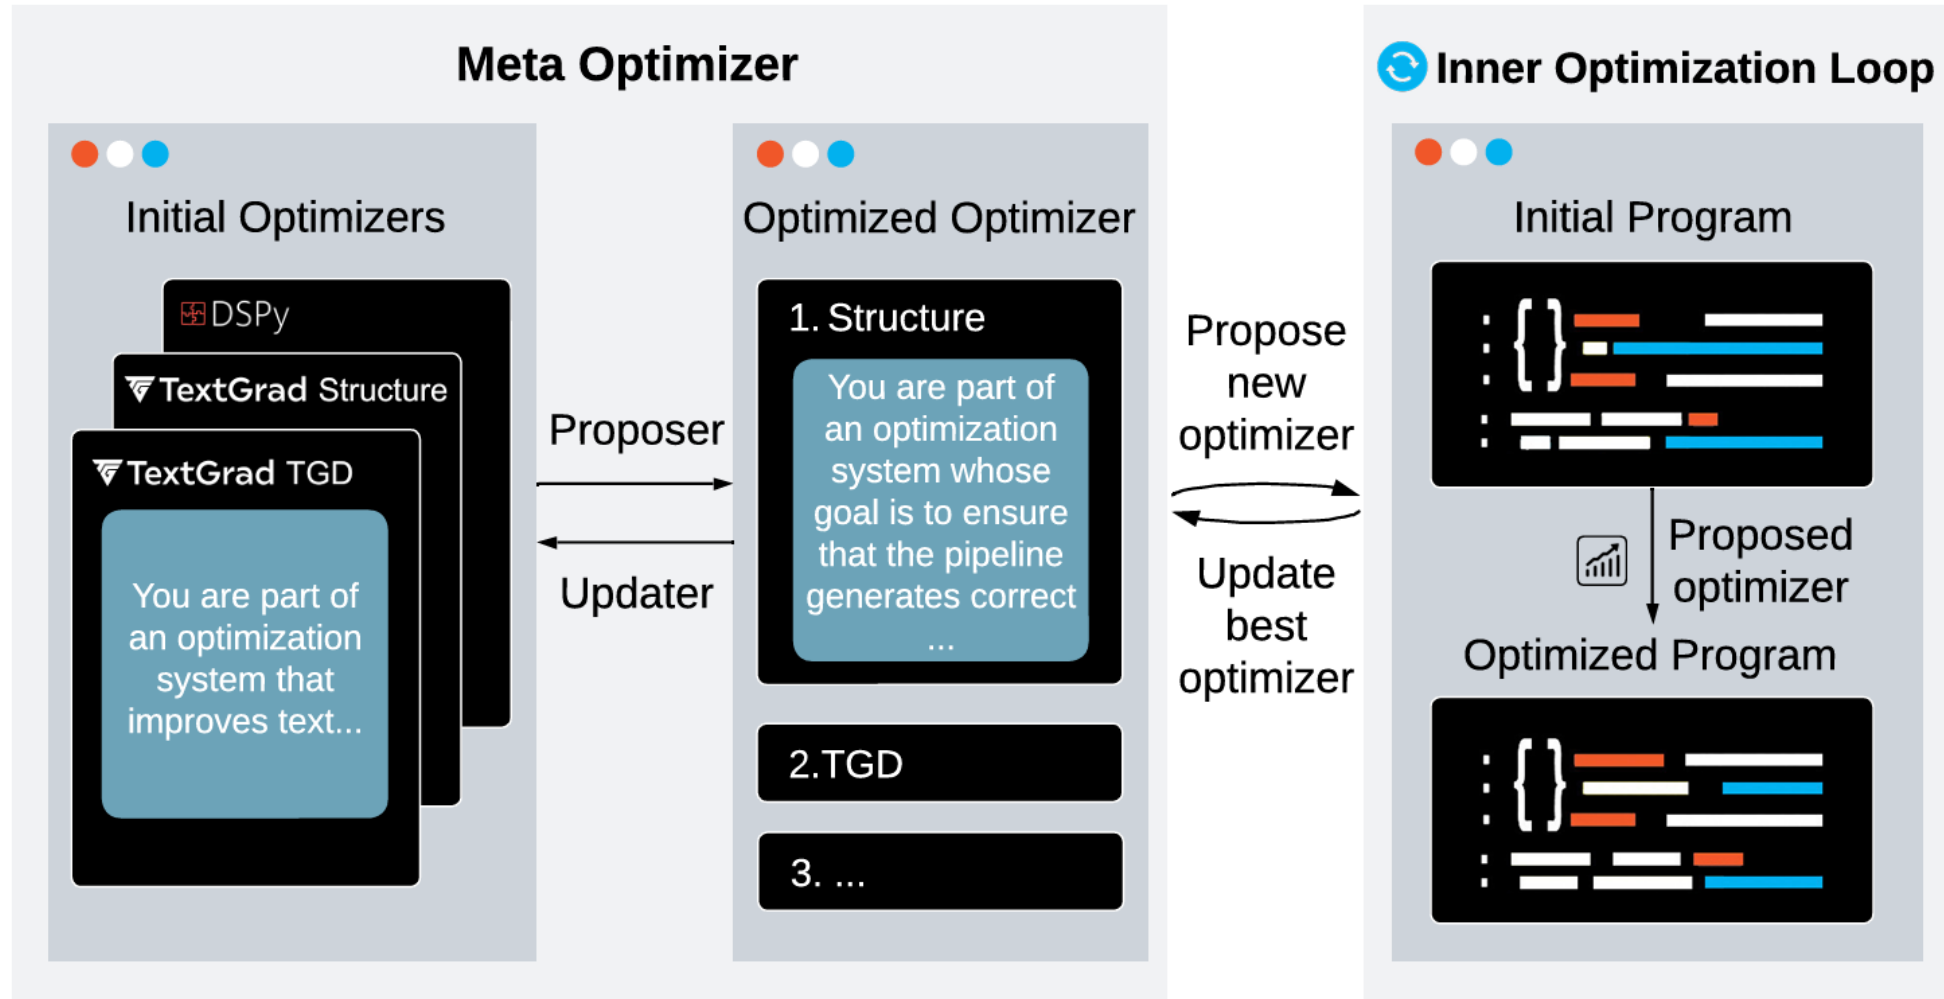 Meta Optimizer
Initial Optimizers
DSPy
TextGrad Structure
TextGrad TGD
You are part of
an optimization
system that
improves text...
Proposer
Updater
Optimized Optimizer
1. Structure
You are part of
an optimization
system whose
goal is to ensure
that the pipeline
generates correct
...
2.TGD
3. ...
Propose
new
optimizer
Update
best
optimizer
Inner Optimization Loop
Initial Program
{ }
Proposed
optimizer
Optimized Program
{ }